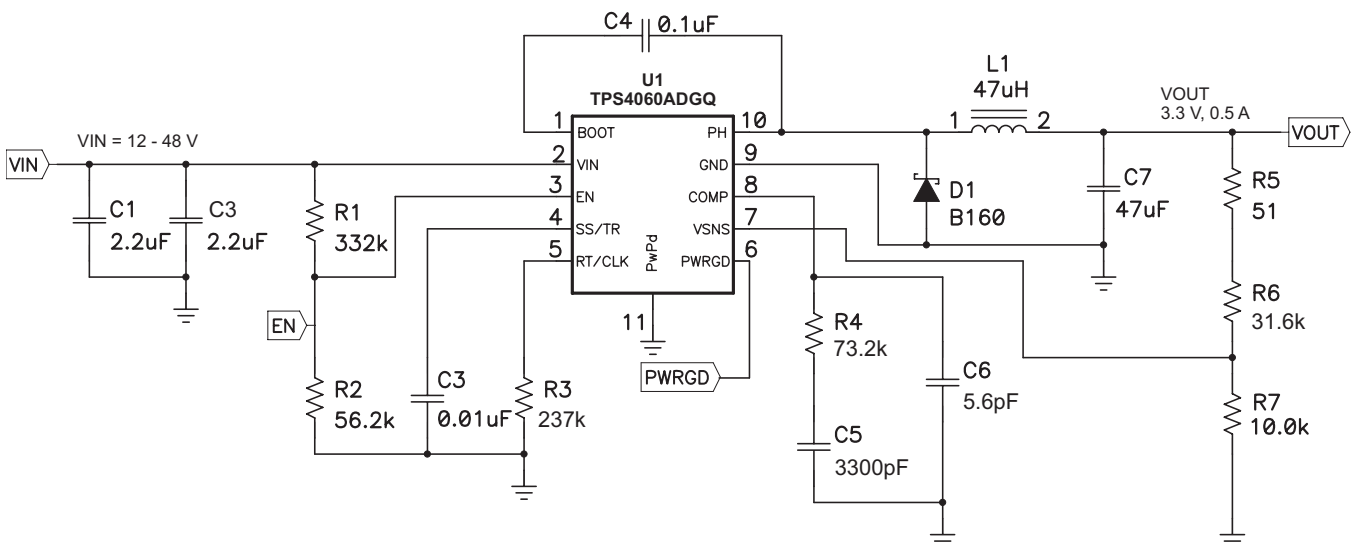 C4
0.1uF
U1
TPS4060ADGQ
L1
47uH
VOUT
3.3 V, 0.5 A
VOUT
VIN = 12 - 48 V
VIN
1
BOOT
PH
10
1
2
2
VIN
GND
9
3
EN
COMP
8
4
SS/TR
VSNS
7
5
RT/CLK
PWRGD
6
PwPd
11
C1
2.2uF
C3
2.2uF
R1
332k
D1
B160
C7
47uF
R5
51
R6
31.6k
EN
R2
56.2k
C3
0.01uF
R3
237k
PWRGD
R4
73.2k
C6
5.6pF
C5
3300pF
R7
10.0k